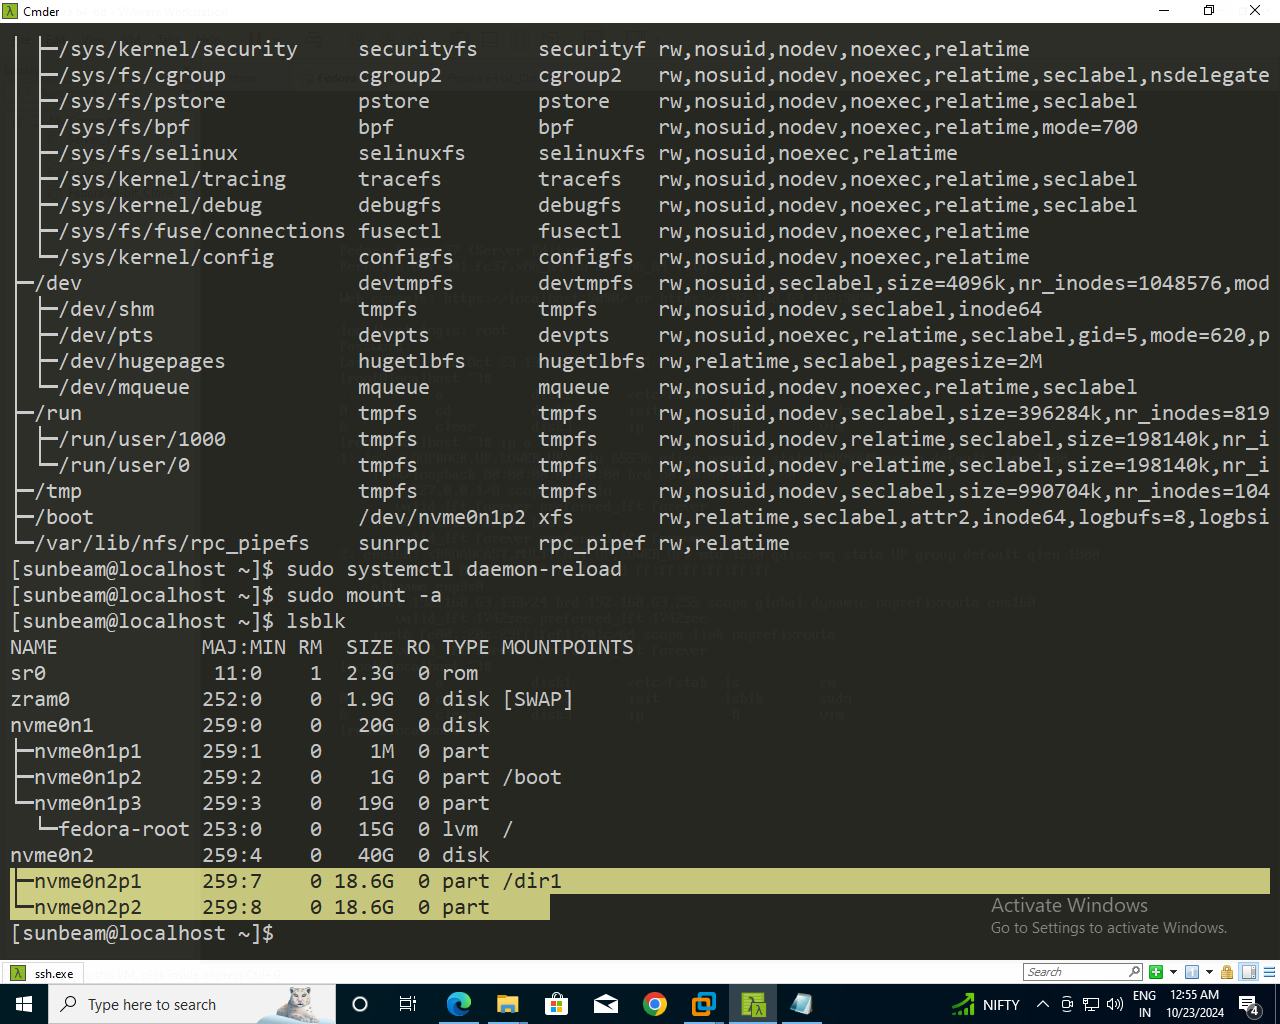 Cmder
├─/sys/kernel/security securityfs securityf rw,nosuid,nodev,noexec,relatime
├─/sys/fs/cgroup cgroup2 cgroup2 rw,nosuid,nodev,noexec,relatime,seclabel,nsdelegate
├─/sys/fs/pstore pstore pstore rw,nosuid,nodev,noexec,relatime,seclabel
├─/sys/fs/bpf bpf bpf rw,nosuid,nodev,noexec,relatime,mode=700
├─/sys/fs/selinux selinuxfs selinuxfs rw,nosuid,noexec,relatime
├─/sys/kernel/tracing tracefs tracefs rw,nosuid,nodev,noexec,relatime,seclabel
├─/sys/kernel/debug debugfs debugfs rw,nosuid,nodev,noexec,relatime,seclabel
├─/sys/fs/fuse/connections fusectl fusectl rw,nosuid,nodev,noexec,relatime
└─/sys/kernel/config configfs configfs rw,nosuid,nodev,noexec,relatime
├─/dev devtmpfs devtmpfs rw,nosuid,seclabel,size=4096k,nr_inodes=1048576,mod
├─/dev/shm tmpfs tmpfs rw,nosuid,nodev,seclabel,inode64
├─/dev/pts devpts devpts rw,nosuid,noexec,relatime,seclabel,gid=5,mode=620,p
├─/dev/hugepages hugetlbfs hugetlbfs rw,relatime,seclabel,pagesize=2M
└─/dev/mqueue mqueue mqueue rw,nosuid,nodev,noexec,relatime,seclabel
├─/run tmpfs tmpfs rw,nosuid,nodev,seclabel,size=396284k,nr_inodes=819
├─/run/user/1000 tmpfs tmpfs rw,nosuid,nodev,relatime,seclabel,size=198140k,nr_i
└─/run/user/0 tmpfs tmpfs rw,nosuid,nodev,relatime,seclabel,size=198140k,nr_i
├─/tmp tmpfs tmpfs rw,nosuid,nodev,seclabel,size=990704k,nr_inodes=104
├─/boot /dev/nvme0n1p2 xfs rw,relatime,seclabel,attr2,inode64,logbufs=8,logbsi
└─/var/lib/nfs/rpc_pipefs sunrpc rpc_pipef rw,relatime
[sunbeam@localhost ~]$ sudo systemctl daemon-reload
[sunbeam@localhost ~]$ sudo mount -a
[sunbeam@localhost ~]$ lsblk
NAME MAJ:MIN RM SIZE RO TYPE MOUNTPOINTS
sr0 11:0 1 2.3G 0 rom
zram0 252:0 0 1.9G 0 disk [SWAP]
nvme0n1 259:0 0 20G 0 disk
├─nvme0n1p1 259:1 0 1M 0 part
├─nvme0n1p2 259:2 0 1G 0 part /boot
└─nvme0n1p3 259:3 0 19G 0 part
└─fedora-root 253:0 0 15G 0 lvm /
nvme0n2 259:4 0 40G 0 disk
├─nvme0n2p1 259:7 0 18.6G 0 part /dir1
└─nvme0n2p2 259:8 0 18.6G 0 part
[sunbeam@localhost ~]$
Activate Windows
Go to Settings to activate Windows.
ssh.exe
Search
Type here to search
NIFTY
ENG
IN
12:55 AM
10/23/2024
4